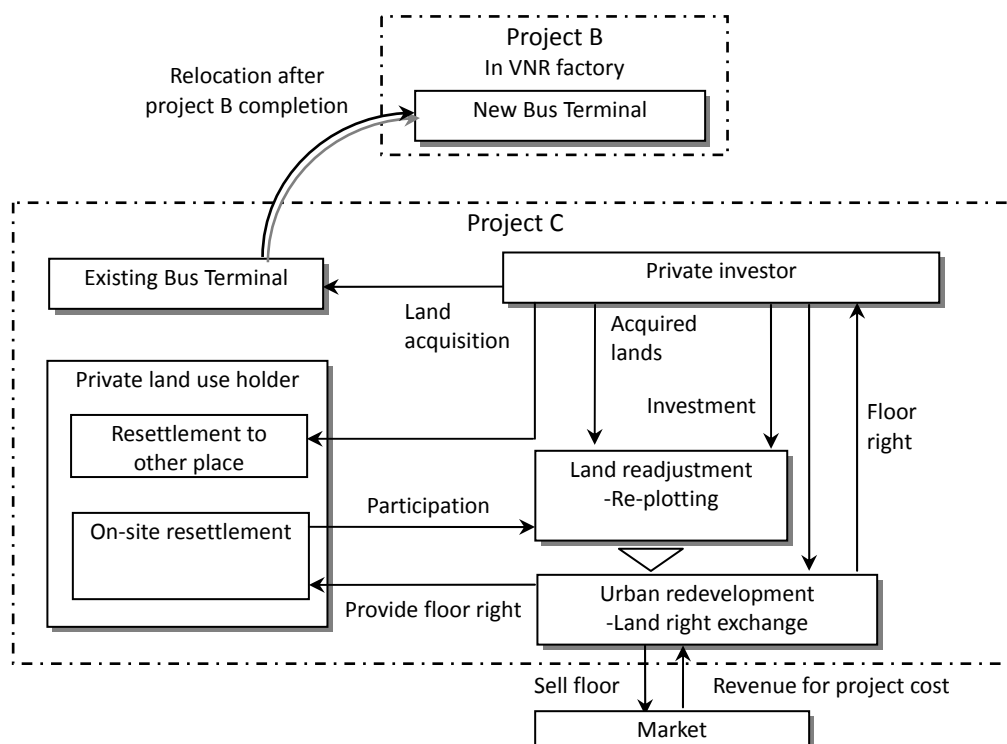 Project B
In VNR factory
New Bus Terminal
Relocation after
project B completion
Project C
Existing Bus Terminal
Private investor
Land
acquisition
Acquired
lands
Investment
Floor
right
Private land use holder
Resettlement to
other place
On-site resettlement
Participation
Land readjustment
-Re-plotting
Provide floor right
Urban redevelopment
-Land right exchange
Sell floor
Revenue for project cost
Market